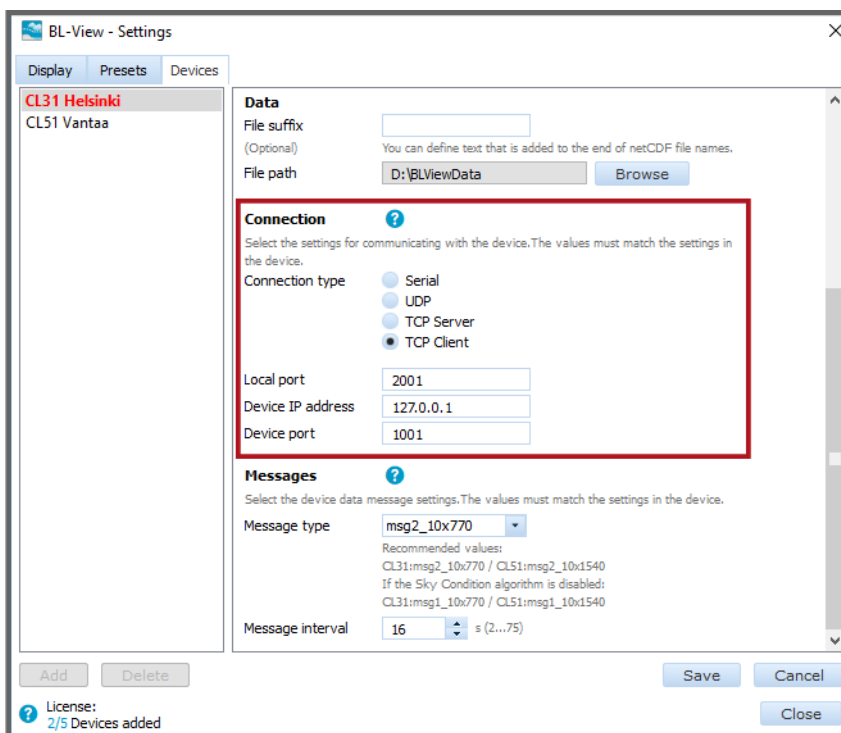 BL-View - Settings
Display Presets Devices
CL31 Helsinki
CL51 Vantaa
Data
File suffix
(Optional) You can define text that is added to the end of netCDF file names.
File path D:\BLViewData Browse
Connection ?
Select the settings for communicating with the device.The values must match the settings in
the device.
Connection type Serial
UDP
TCP Server
TCP Client
Local port 2001
Device IP address 127.0.0.1
Device port 1001
Messages ?
Select the device data message settings.The values must match the settings in the device.
Message type msg2_10x770
Recommended values:
CL31:msg2_10x770 / CL51:msg2_10x1540
If the Sky Condition algorithm is disabled:
CL31:msg1_10x770 / CL51:msg1_10x1540
Message interval 16 s (2...75)
Add Delete Save Cancel
? License:
2/5 Devices added Close